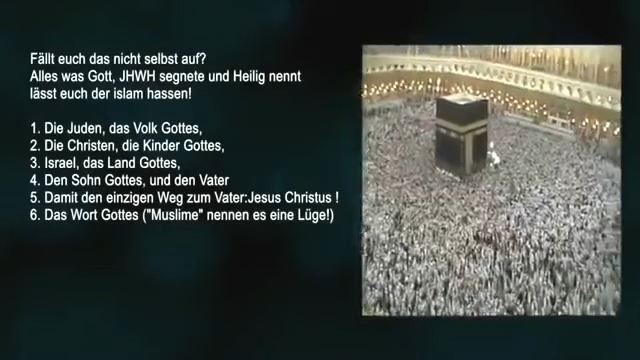 Fällt euch das nicht selbst auf?
Alles was Gott, JHWH segnete und Heilig nennt
lässt euch der islam hassen!
1. Die Juden, das Volk Gottes,
2. Die Christen, die Kinder Gottes,
3. Israel, das Land Gottes,
4. Den Sohn Gottes, und den Vater
5. Damit den einzigen Weg zum Vater:Jesus Christus !
6. Das Wort Gottes ("Muslime" nennen es eine Lüge!)